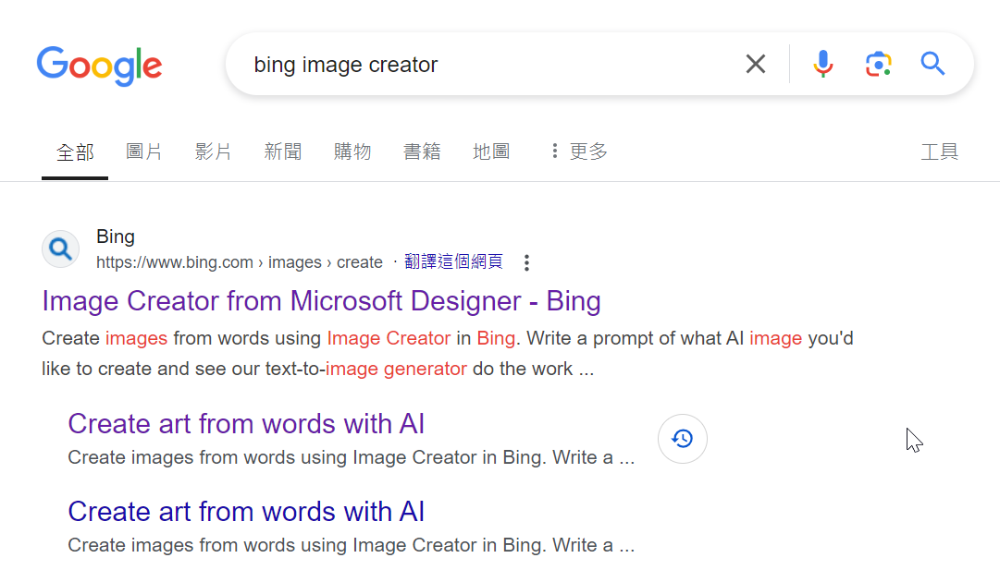 Google
bing image creator
全部 圖片 影片 新聞 購物 書籍 地圖 更多 工具
Bing
https://www.bing.com › images › create · 翻譯這個網頁
Image Creator from Microsoft Designer - Bing
Create images from words using Image Creator in Bing. Write a prompt of what AI image you'd
like to create and see our text-to-image generator do the work ...
Create art from words with AI
Create images from words using Image Creator in Bing. Write a ...
Create art from words with AI
Create images from words using Image Creator in Bing. Write a ...